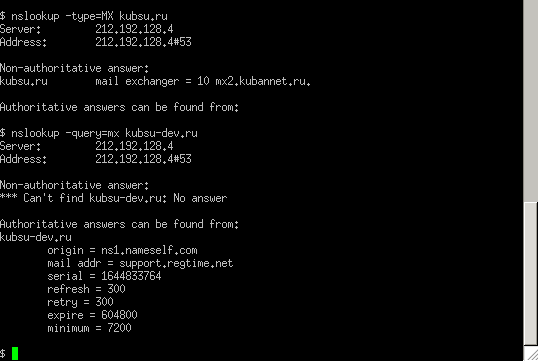 $ nslookup -type=MX kubsu.ru
Server:         212.192.128.4
Address:        212.192.128.4#53

Non-authoritative answer:
kubsu.ru        mail exchanger = 10 mx2.kubannet.ru.

Authoritative answers can be found from:

$ nslookup -query=mx kubsu-dev.ru
Server:         212.192.128.4
Address:        212.192.128.4#53

Non-authoritative answer:
*** Can't find kubsu-dev.ru: No answer

Authoritative answers can be found from:
kubsu-dev.ru
        origin = ns1.nameself.com
        mail addr = support.regtime.net
        serial = 1644833764
        refresh = 300
        retry = 300
        expire = 604800
        minimum = 7200

$